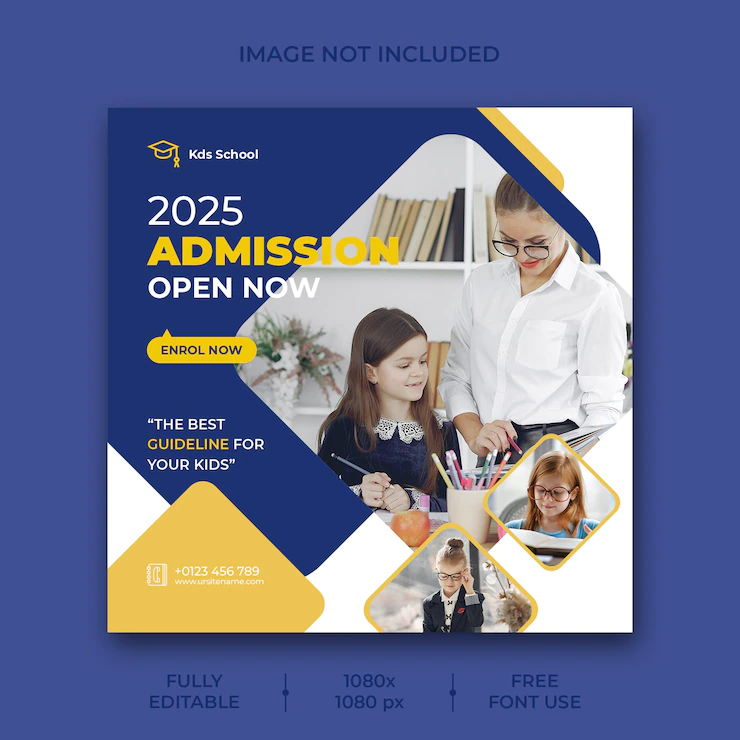 IMAGE NOT INCLUDED
Kds School
2025
ADMISSION
OPEN NOW
ENROL NOW
“THE BEST
GUIDELINE FOR
YOUR KIDS”
+0123 456 789
www.ursitename.com
FULLY
EDITABLE
1080x
1080 px
FREE
FONT USE